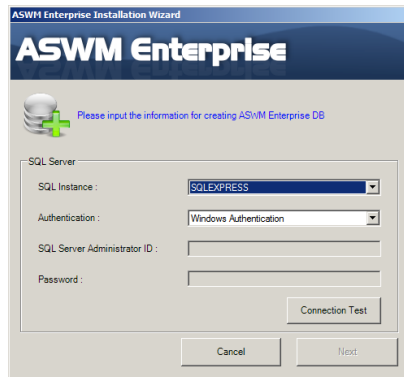 ASWM Enterprise Installation Wizard
ASWM Enterprise
Please input the information for creating ASWM Enterprise DB
SQL Server
SQL Instance : SQLEXPRESS
Authentication : Windows Authentication
SQL Server Administrator ID :
Password :
Connection Test
Cancel Next